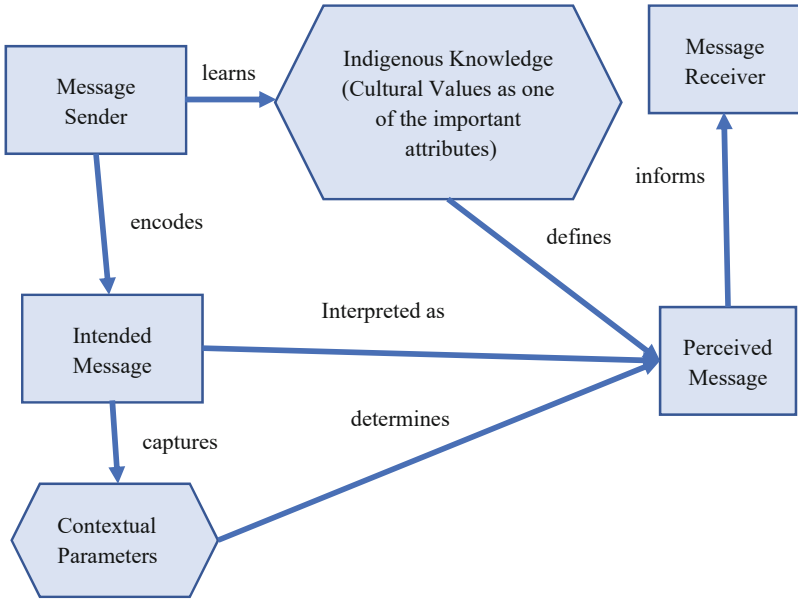 Message
Sender
learns
Indigenous Knowledge
(Cultural Values as one
of the important
attributes)
Message
Receiver
encodes
informs
defines
Intended
Message
Interpreted as
Perceived
Message
captures
determines
Contextual
Parameters